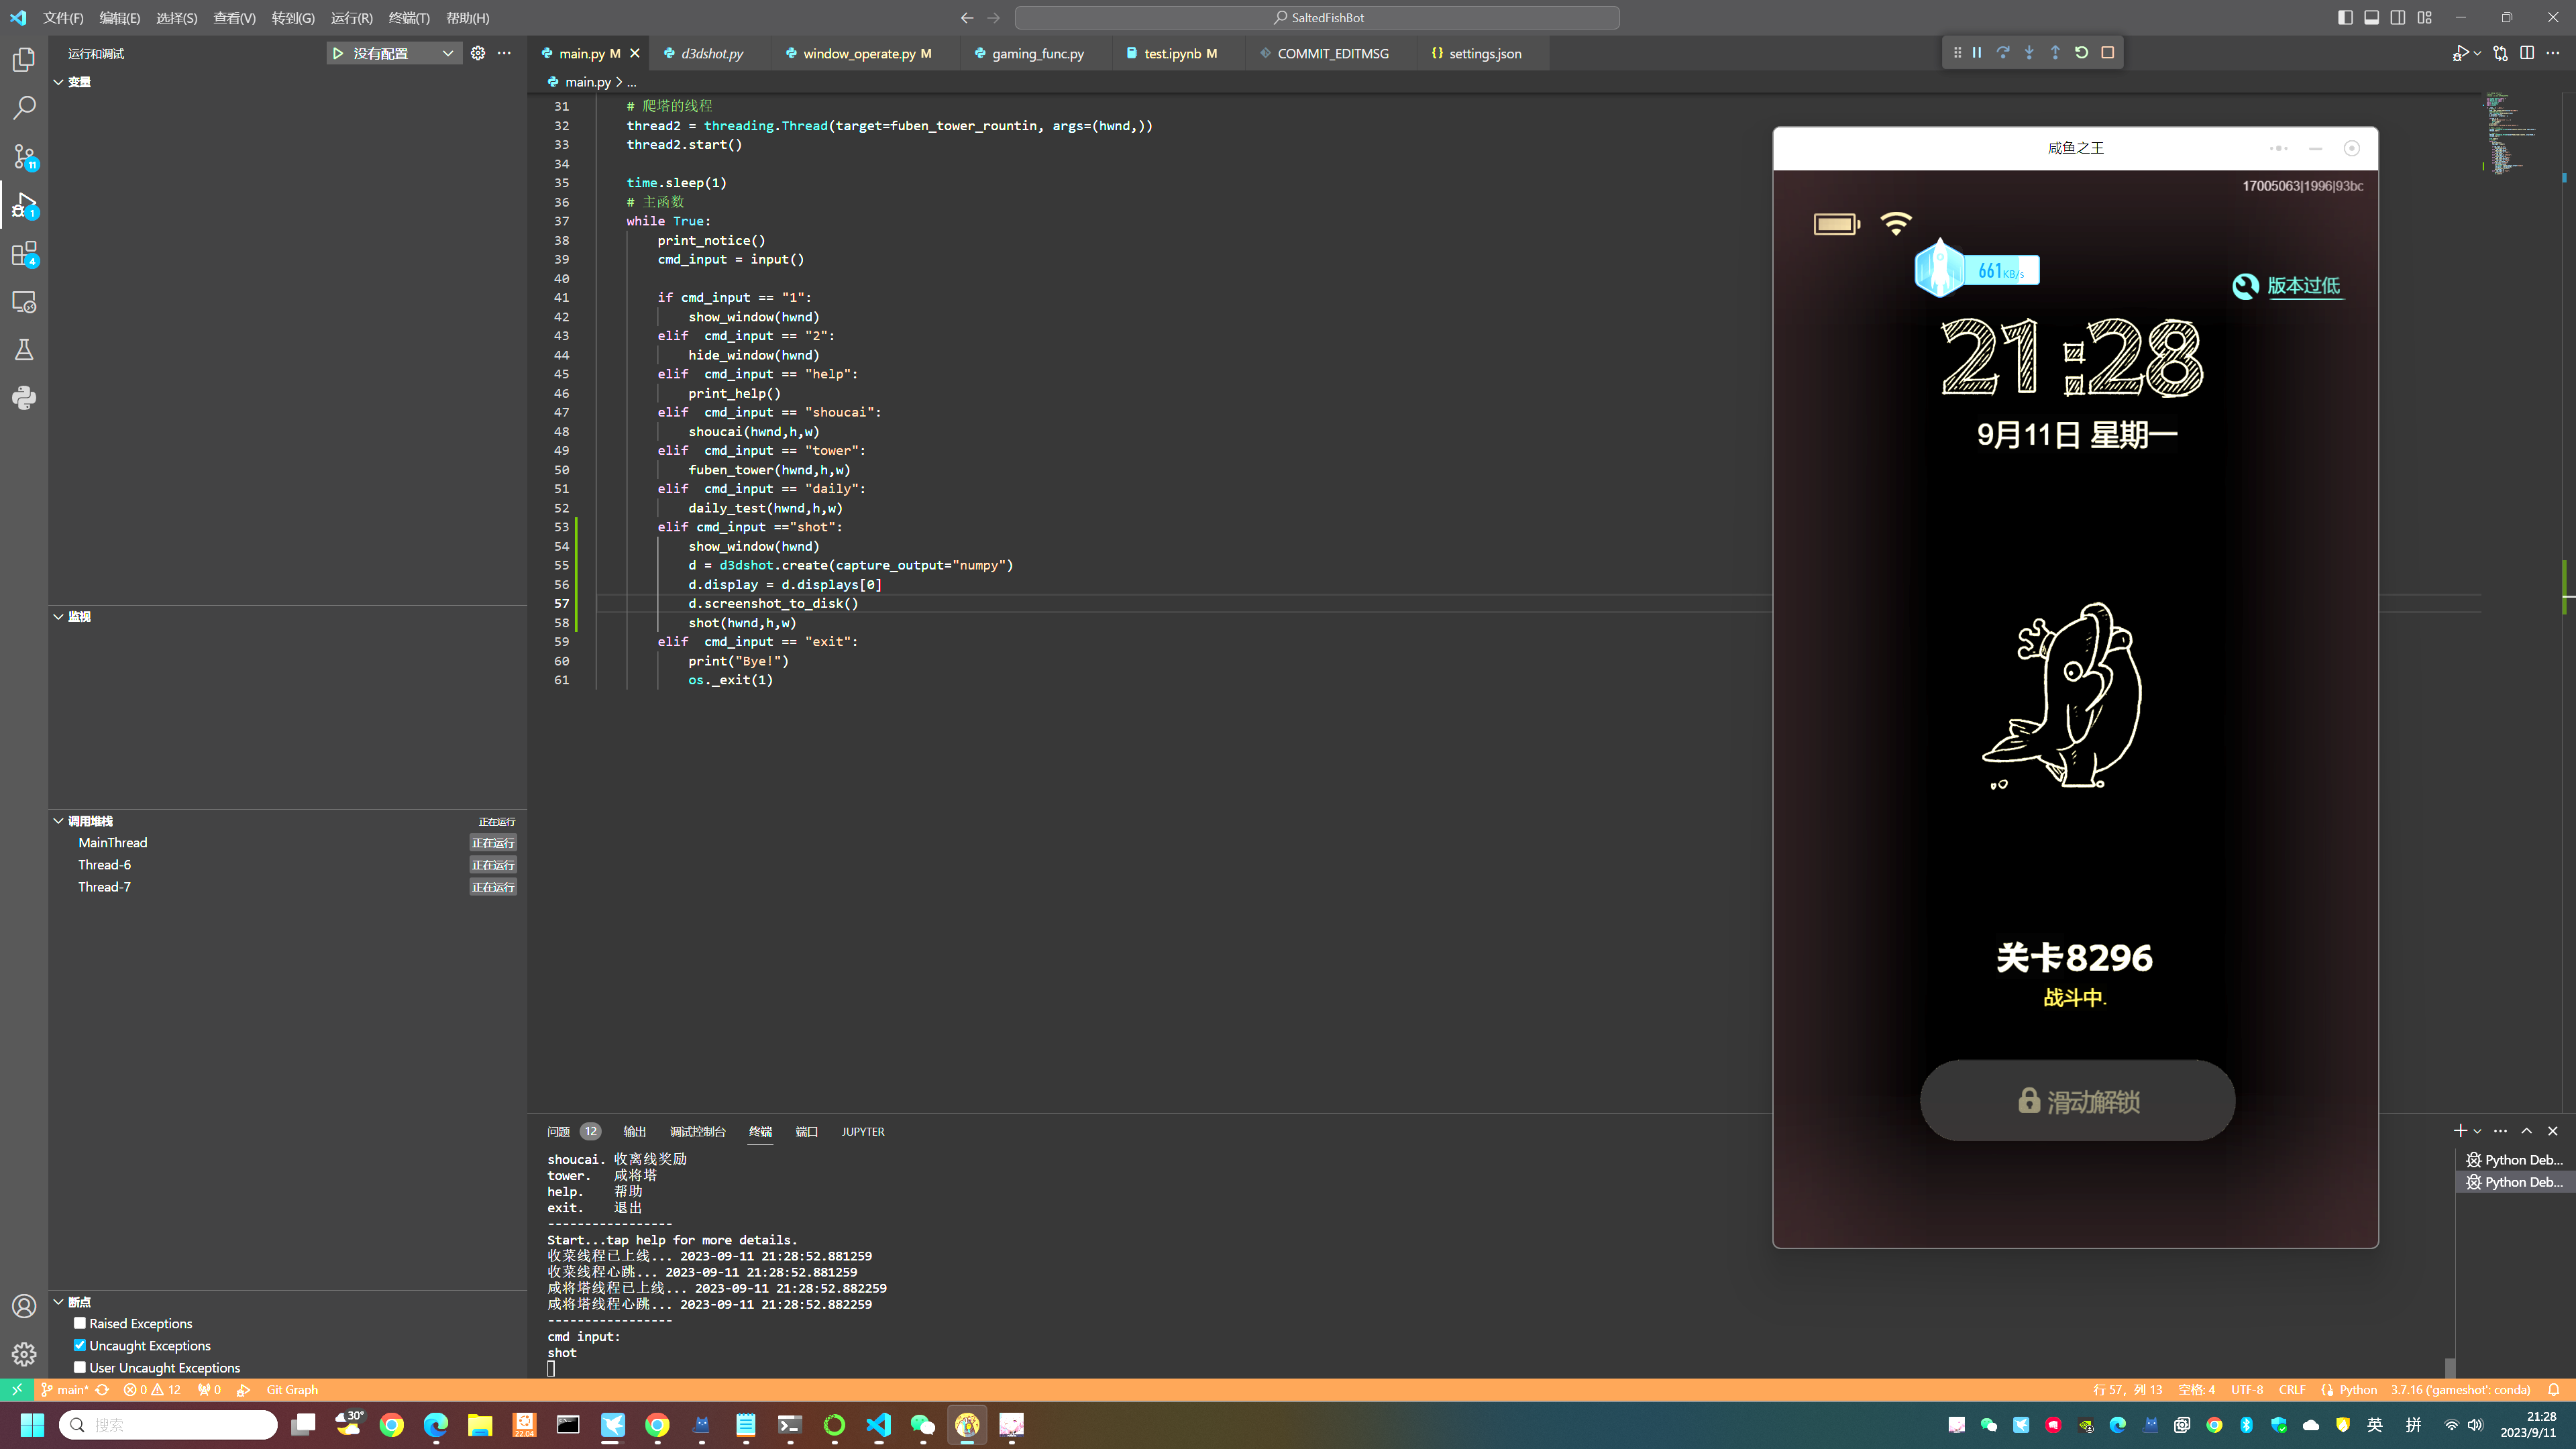 文件(F) 编辑(E) 选择(S) 查看(V) 转到(G) 运行(R) 终端(T) 帮助(H)
SaltedFishBot
运行和调试
没有配置
main.py M
d3dshot.py
window_operate.py M
gaming_func.py
test.ipynb M
COMMIT_EDITMSG
settings.json
变量
main.py > ...
31 # 爬塔的线程
32 thread2 = threading.Thread(target=fuben_tower_rountin, args=(hwnd,))
33 thread2.start()
34
35 time.sleep(1)
36 # 主函数
37 while True:
38 print_notice()
39 cmd_input = input()
40
41 if cmd_input == "1":
42 show_window(hwnd)
43 elif  cmd_input == "2":
44 hide_window(hwnd)
45 elif  cmd_input == "help":
46 print_help()
47 elif  cmd_input == "shoucai":
48 shoucai(hwnd,h,w)
49 elif  cmd_input == "tower":
50 fuben_tower(hwnd,h,w)
51 elif  cmd_input == "daily":
52 daily_test(hwnd,h,w)
53 elif cmd_input =="shot":
54 show_window(hwnd)
55 d = d3dshot.create(capture_output="numpy")
56 d.display = d.displays[0]
57 d.screenshot_to_disk()
58 shot(hwnd,h,w)
59 elif  cmd_input == "exit":
60 print("Bye!")
61 os._exit(1)
11
1
4
监视
调用堆栈 正在运行
MainThread 正在运行
Thread-6 正在运行
Thread-7 正在运行
断点
Raised Exceptions
Uncaught Exceptions
User Uncaught Exceptions
咸鱼之王
17005063|1996|93bc
661KB/s
版本过低
21:28
9月11日 星期一
关卡8296
战斗中.
滑动解锁
问题 12 输出 调试控制台 终端 端口 JUPYTER
shoucai. 收离线奖励
tower. 咸将塔
help. 帮助
exit. 退出
-----------------
Start...tap help for more details.
收菜线程已上线... 2023-09-11 21:28:52.881259
收菜线程心跳... 2023-09-11 21:28:52.881259
咸将塔线程已上线... 2023-09-11 21:28:52.882259
咸将塔线程心跳... 2023-09-11 21:28:52.882259
-----------------
cmd input:
shot
Python Deb...
Python Deb...
main* 0 12 0 Git Graph
行 57，列 13 空格: 4 UTF-8 CRLF Python 3.7.16 ('gameshot': conda)
搜索
30°
22.04
英 拼
21:28
2023/9/11